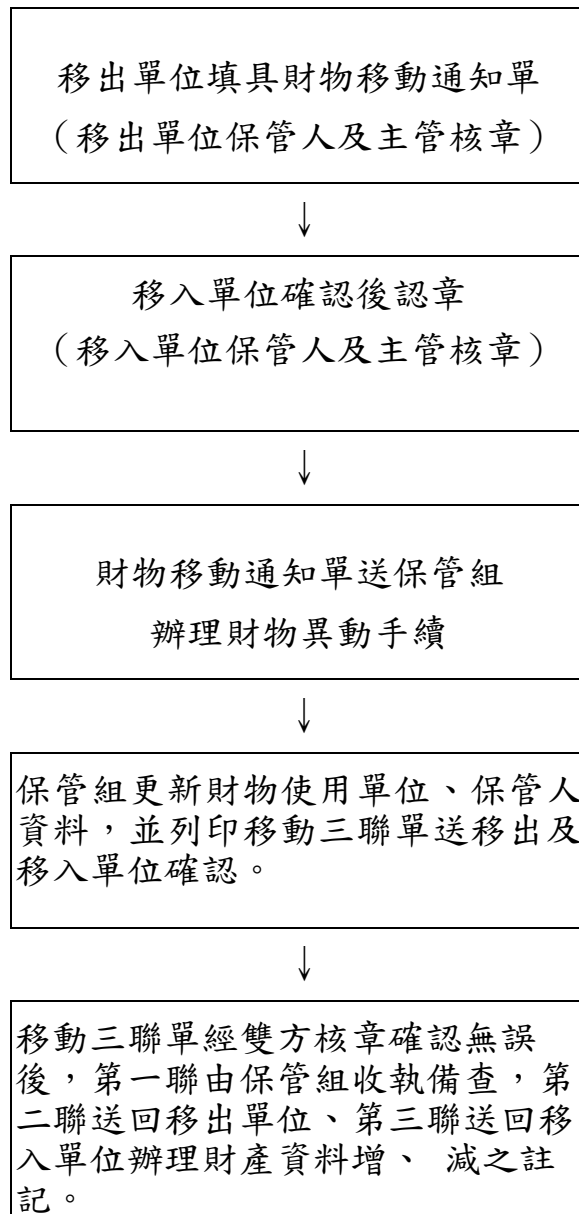 移出單位填具財物移動通知單
（移出單位保管人及主管核章）
↓
移入單位確認後認章
（移入單位保管人及主管核章）
↓
財物移動通知單送保管組
辦理財物異動手續
↓
保管組更新財物使用單位、保管人
資料，並列印移動三聯單送移出及
移入單位確認。
↓
移動三聯單經雙方核章確認無誤
後，第一聯由保管組收執備查，第
二聯送回移出單位、第三聯送回移
入單位辦理財產資料增、 減之註
記。